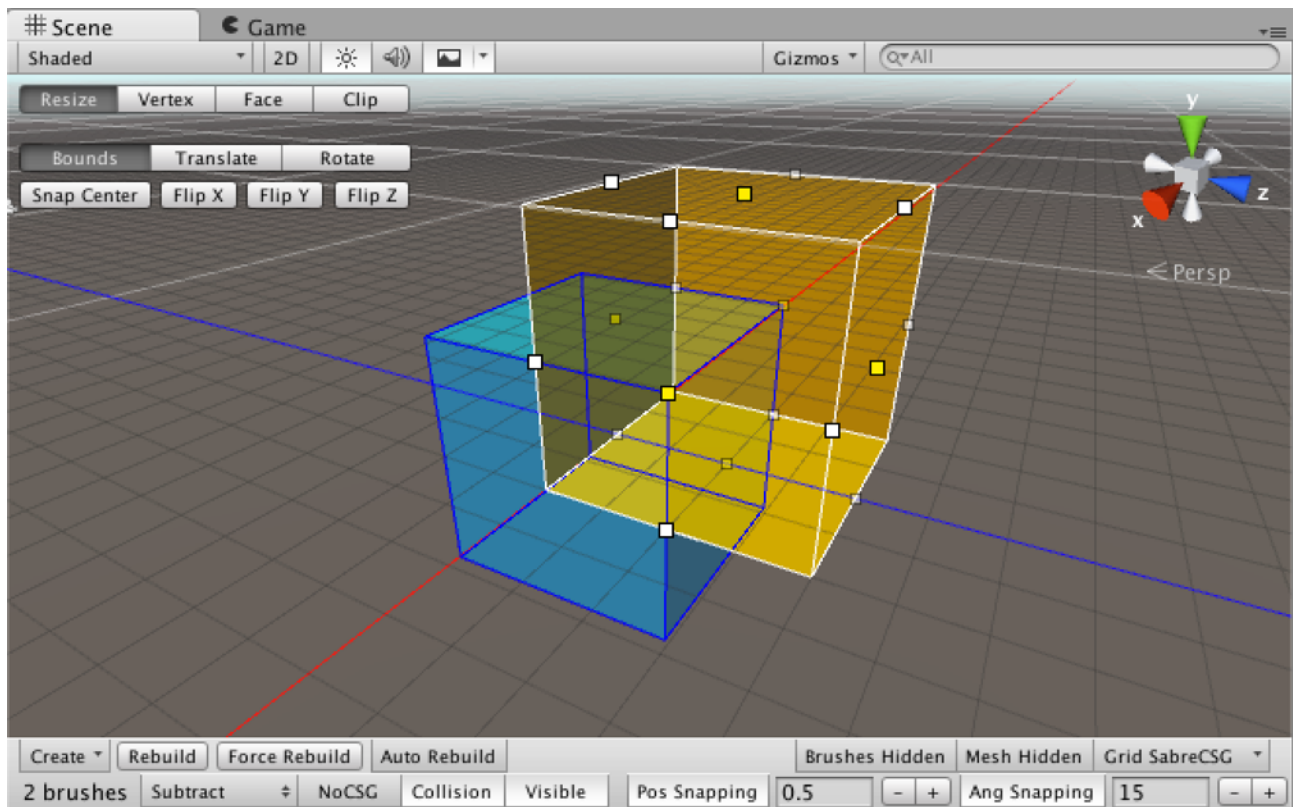 Scene Game
Shaded 2D Gizmos All
Resize Vertex Face Clip
y
Bounds Translate Rotate
Snap Center Flip X Flip Y Flip Z
z
x
Persp
Create Rebuild Force Rebuild Auto Rebuild Brushes Hidden Mesh Hidden Grid SabreCSG
2 brushes Subtract NoCSG Collision Visible Pos Snapping 0.5 - + Ang Snapping 15 - +